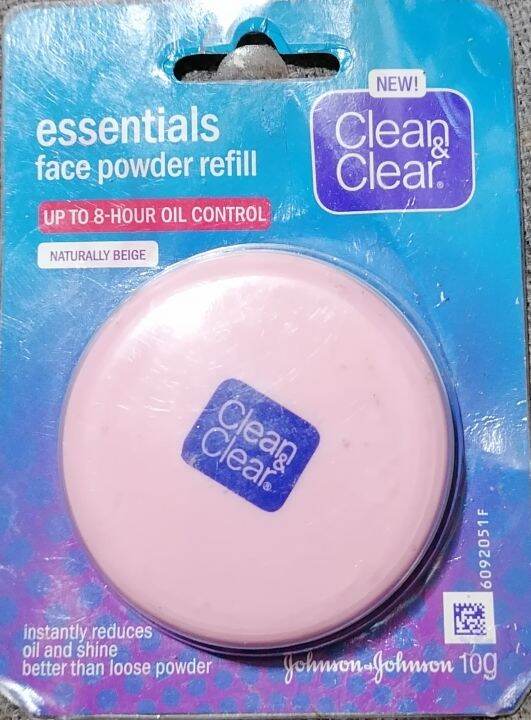 NEW!
Clean
&
Clear®
essentials
face powder refill
UP TO 8-HOUR OIL CONTROL
NATURALLY BEIGE
Clean
&
Clear®
6092051F
instantly reduces
oil and shine
better than loose powder
Johnson & Johnson 10g